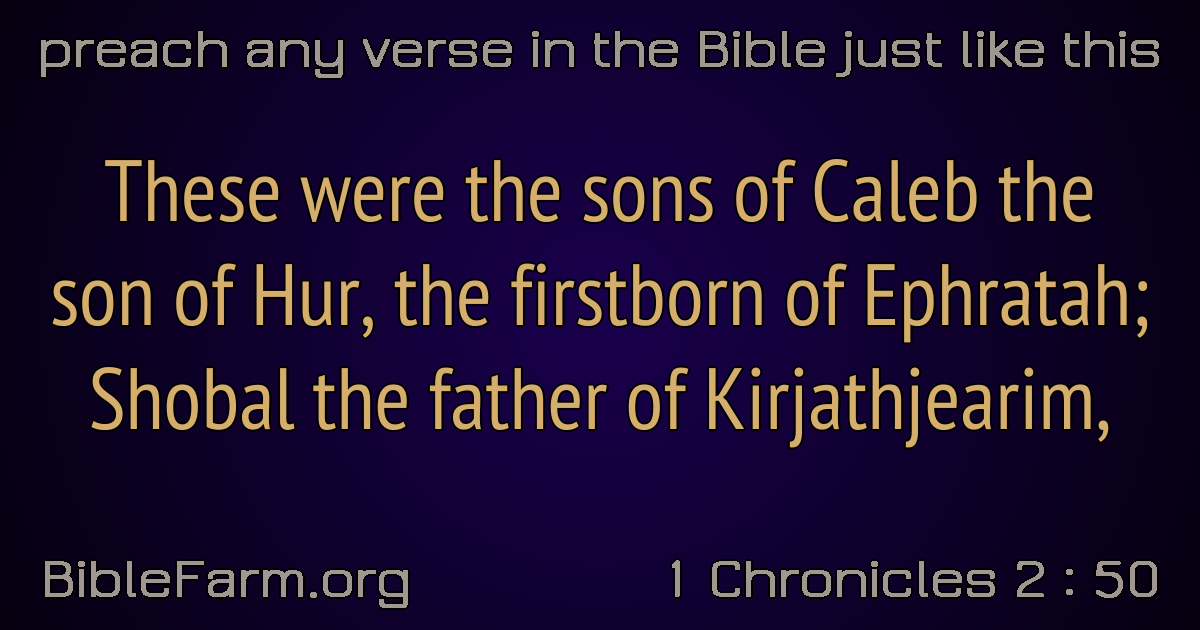 preach any verse in the Bible just like this
These were the sons of Caleb the
son of Hur, the firstborn of Ephratah;
Shobal the father of Kirjathjearim,
BibleFarm.org
1 Chronicles 2 : 50